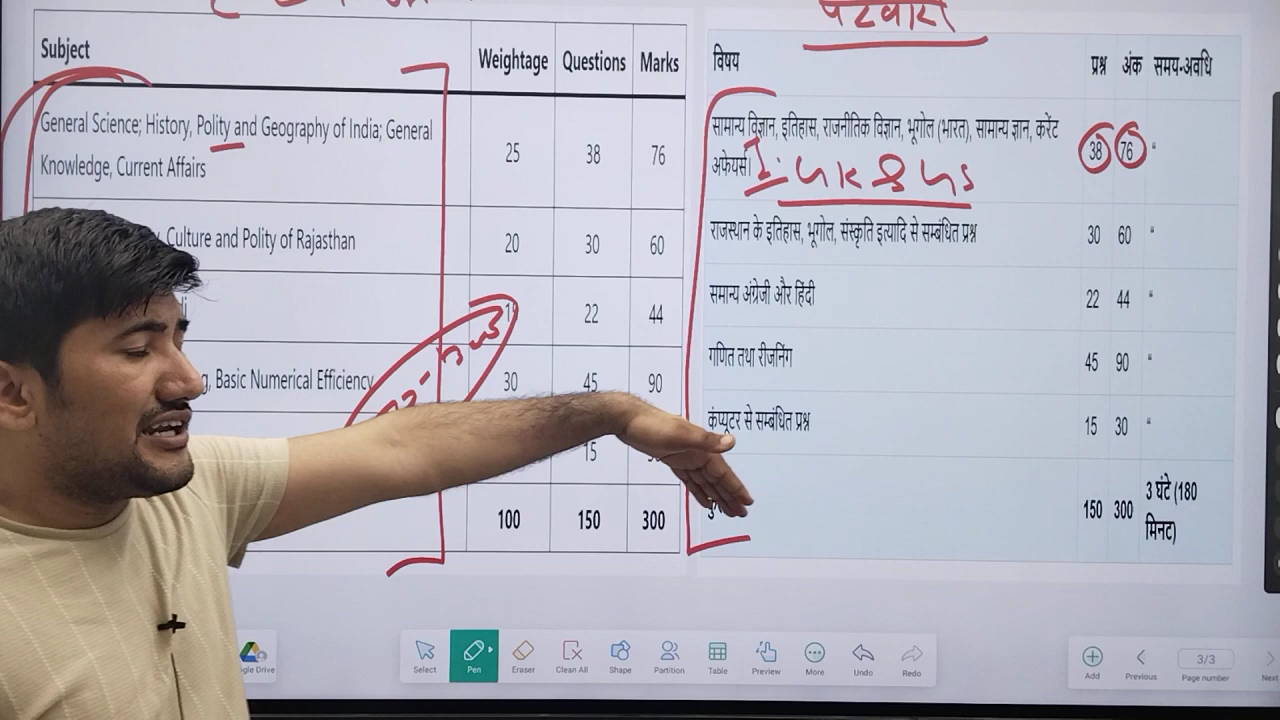 पटवारी
Subject Weightage Questions Marks
General Science; History, Polity and Geography of India; General
Knowledge, Current Affairs 25 38 76
Culture and Polity of Rajasthan 20 30 60
22 44
Basic Numerical Efficiency 30 45 90
15
100 150 300
विषय प्रश्न अंक समय-अवधि
सामान्य विज्ञान, इतिहास, राजनीतिक विज्ञान, भूगोल (भारत), सामान्य ज्ञान, करेंट
अफेयर्स। 38 76 "
राजस्थान के इतिहास, भूगोल, संस्कृति इत्यादि से सम्बंधित प्रश्न 30 60 "
समान्य अंग्रेजी और हिंदी 22 44 "
गणित तथा रीजनिंग 45 90 "
कंप्यूटर से सम्बंधित प्रश्न 15 30 "
150 300 3 घंटे (180
मिनट)
gle Drive
Select Pen Eraser Clean All Shape Partition Table Preview More Undo Redo
Add Previous 3/3 Page number Next